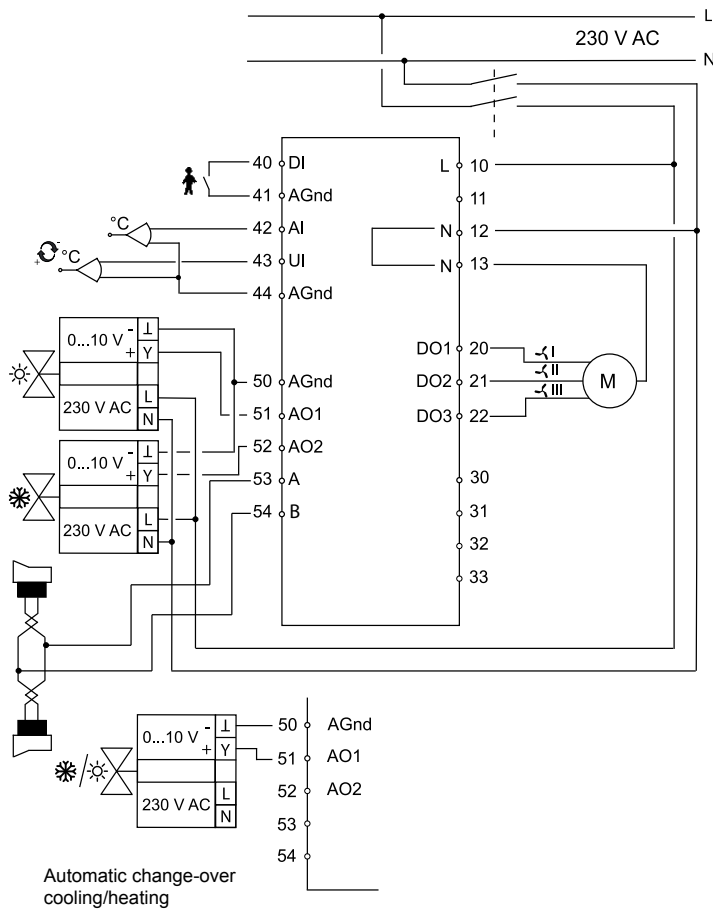 L
230 V AC
N
40 DI
41 AGnd
42 AI
43 UI
44 AGnd
50 AGnd
51 AO1
52 AO2
53 A
54 B
L 10
11
N 12
N 13
DO1 20
DO2 21
DO3 22
30
31
32
33
I
II
III
M
°C
- + °C
0...10 V - ⊥
+ Y
230 V AC L
N
0...10 V - ⊥
+ Y
230 V AC L
N
0...10 V - ⊥
+ Y
230 V AC L
N
50 AGnd
51 AO1
52 AO2
53
54
Automatic change-over
cooling/heating